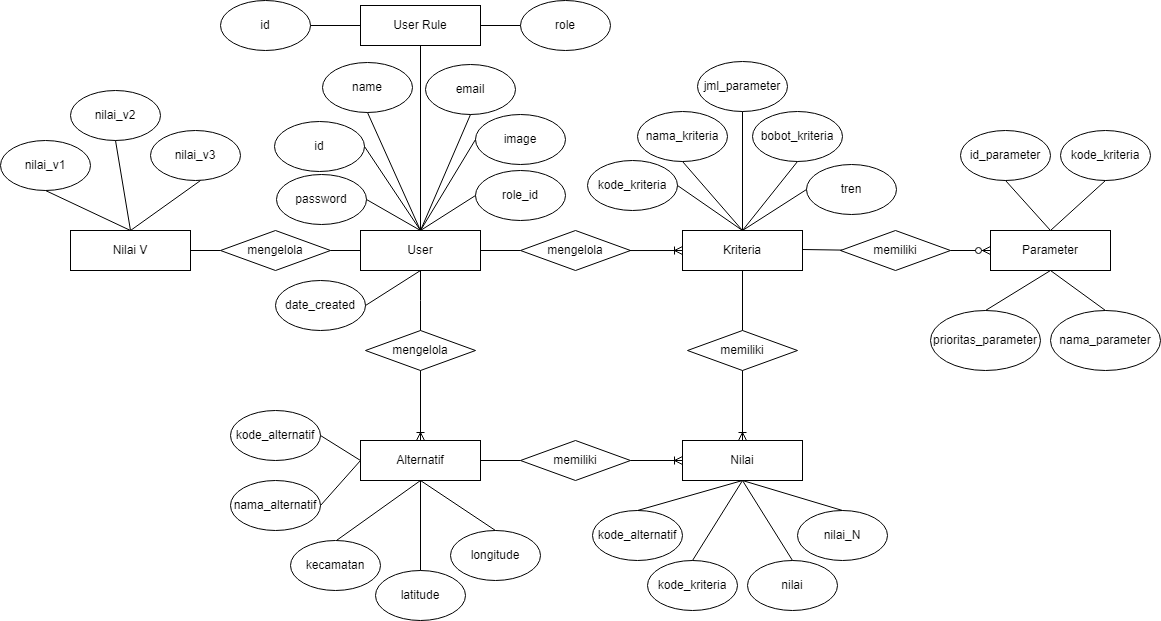 id
User Rule
role
name
email
jml_parameter
nilai_v2
nama_kriteria
bobot_kriteria
id
image
nilai_v1
nilai_v3
id_parameter
kode_kriteria
kode_kriteria
tren
password
role_id
Nilai V
mengelola
User
mengelola
Kriteria
memiliki
Parameter
date_created
prioritas_parameter
nama_parameter
mengelola
memiliki
kode_alternatif
Alternatif
memiliki
Nilai
nama_alternatif
kode_alternatif
nilai_N
kecamatan
longitude
kode_kriteria
nilai
latitude